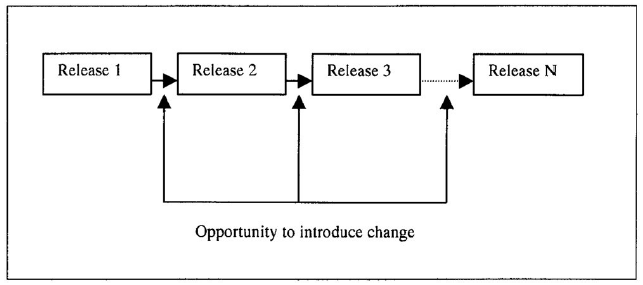 Release 1
Release 2
Release 3
Release N
Opportunity to introduce change